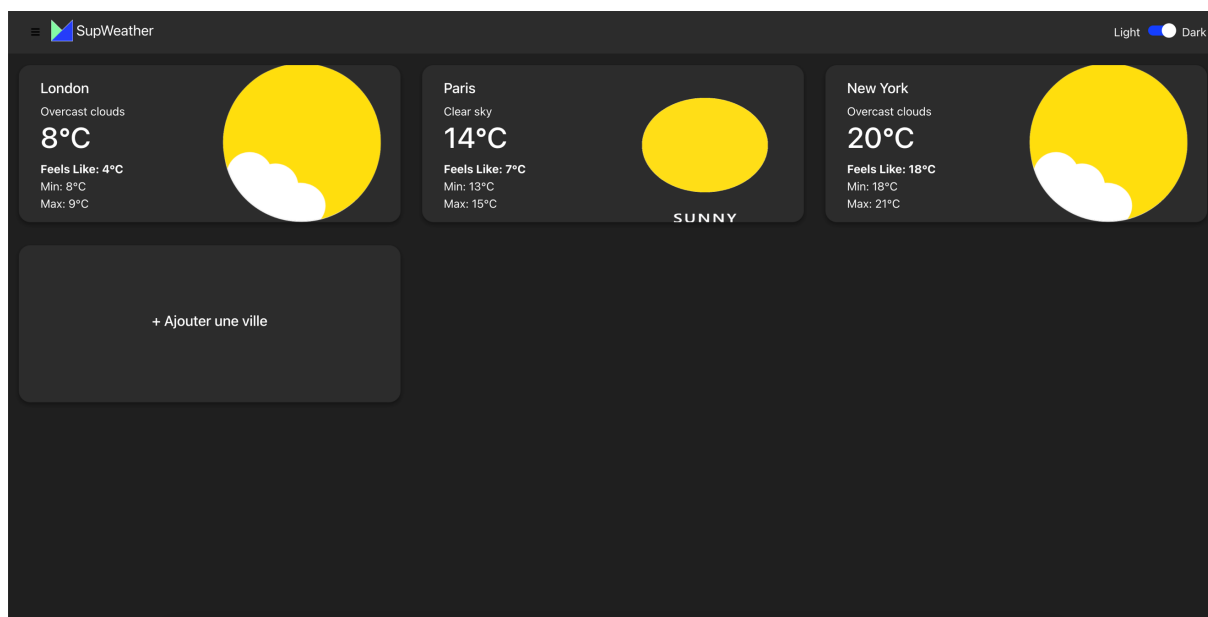 SupWeather
Light Dark
London
Overcast clouds
8°C
Feels Like: 4°C
Min: 8°C
Max: 9°C
Paris
Clear sky
14°C
Feels Like: 7°C
Min: 13°C
Max: 15°C
SUNNY
New York
Overcast clouds
20°C
Feels Like: 18°C
Min: 18°C
Max: 21°C
+ Ajouter une ville